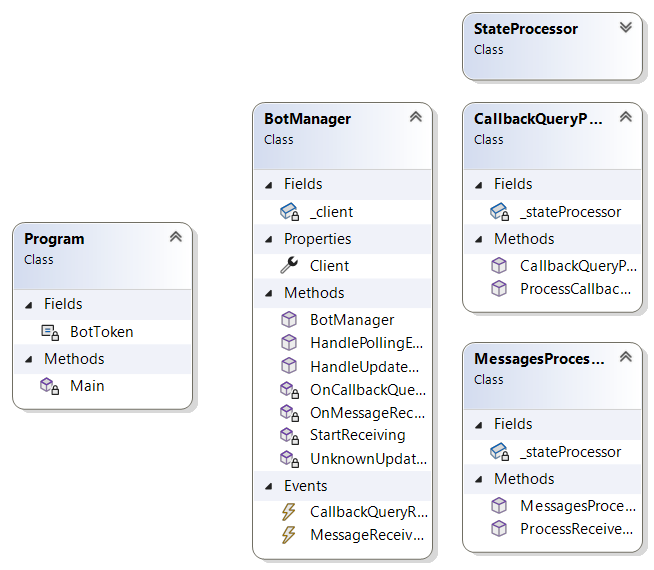 Program
Class
Fields
BotToken
Methods
Main
BotManager
Class
Fields
_client
Properties
Client
Methods
BotManager
HandlePollingE...
HandleUpdate...
OnCallbackQue...
OnMessageRec...
StartReceiving
UnknownUpdat...
Events
CallbackQueryR...
MessageReceiv...
StateProcessor
Class
CallbackQueryP...
Class
Fields
_stateProcessor
Methods
CallbackQueryP...
ProcessCallbac...
MessagesProces...
Class
Fields
_stateProcessor
Methods
MessagesProce...
ProcessReceive...